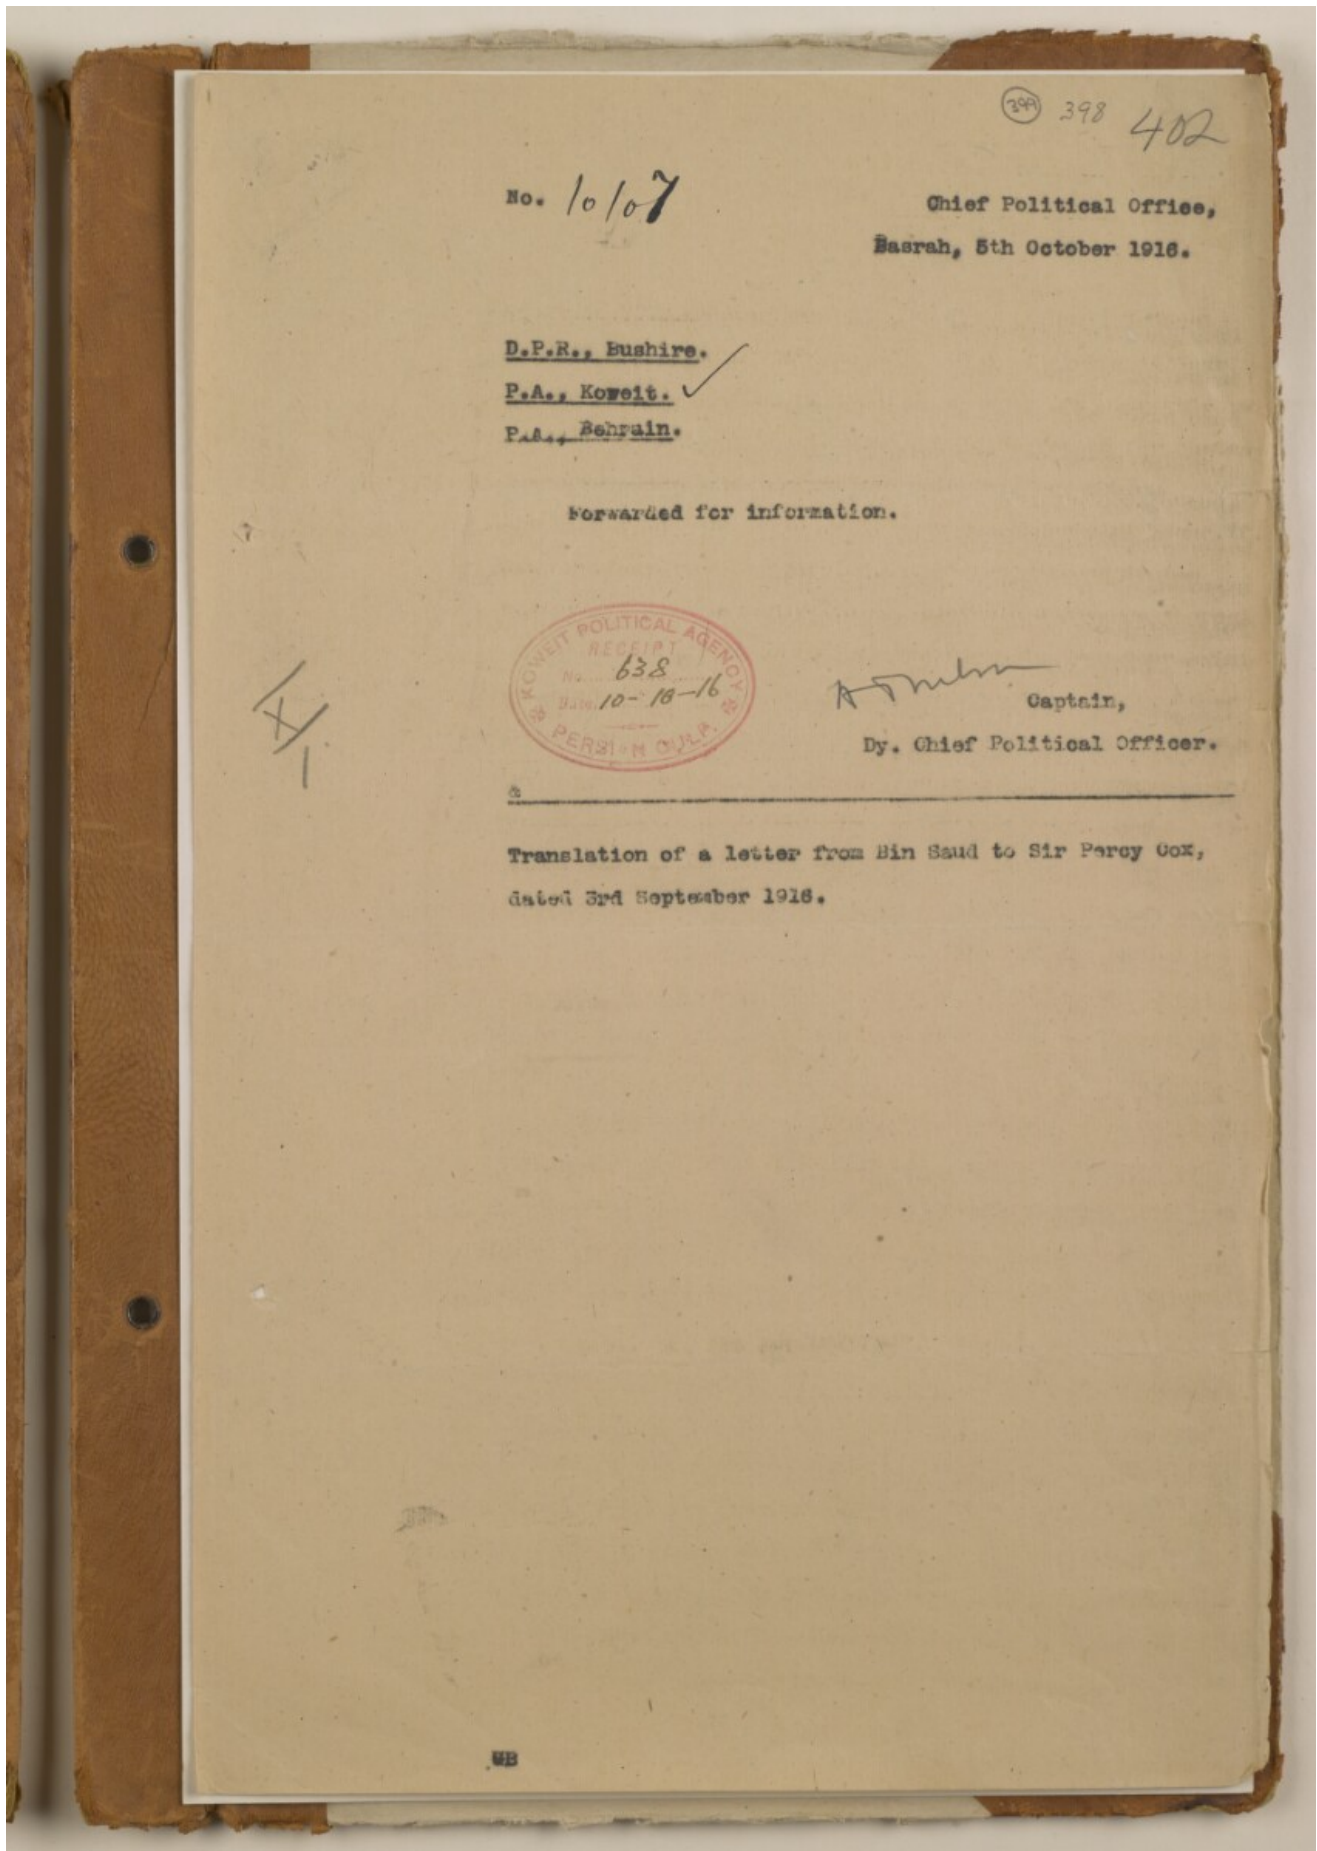 399 398 402
No. 10107
Chief Political Office,
Basrah, 5th October 1916.
D.P.R., Bushire.
P.A., Koweit. ✓
P.A., Bahrain.
Forwarded for information.
KOWEIT POLITICAL AGENCY
RECEIPT
No. 638
Date. 10-10-16
PERSIAN GULF
Captain,
Dy. Chief Political Officer.
&
Translation of a letter from Bin Saud to Sir Percy Cox,
dated 3rd September 1916.